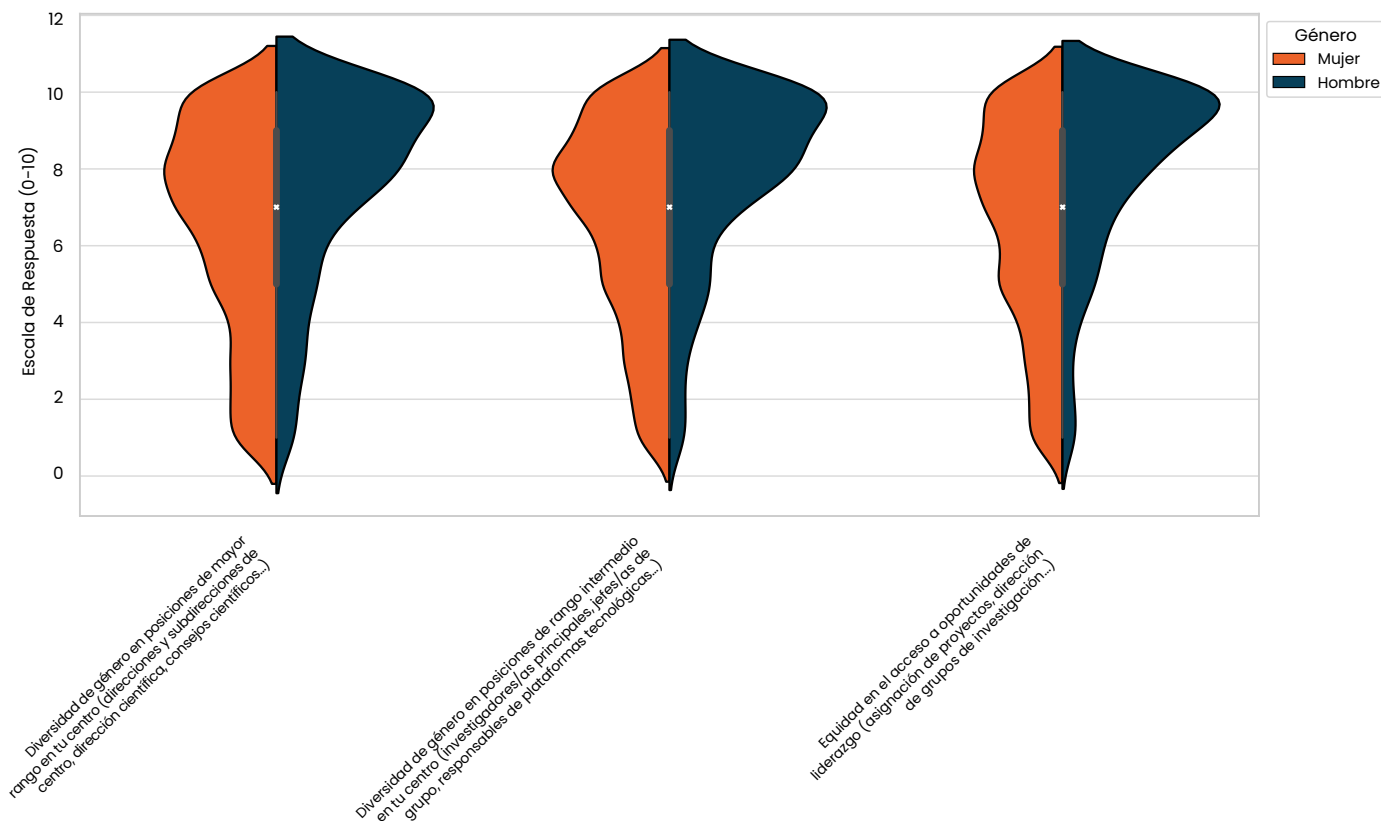 12
10
8
6
4
2
0
Escala de Respuesta (0-10)
Género
Mujer
Hombre
Diversidad de género en posiciones de mayor
rango en tu centro (direcciones y subdirecciones de
centro, dirección científica, consejos científicos...)
Diversidad de género en posiciones de rango intermedio
en tu centro (investigadores/as principales, jefes/as de
grupo, responsables de plataformas tecnológicas...)
Equidad en el acceso a oportunidades de
liderazgo (asignación de proyectos, dirección
de grupos de investigación...)